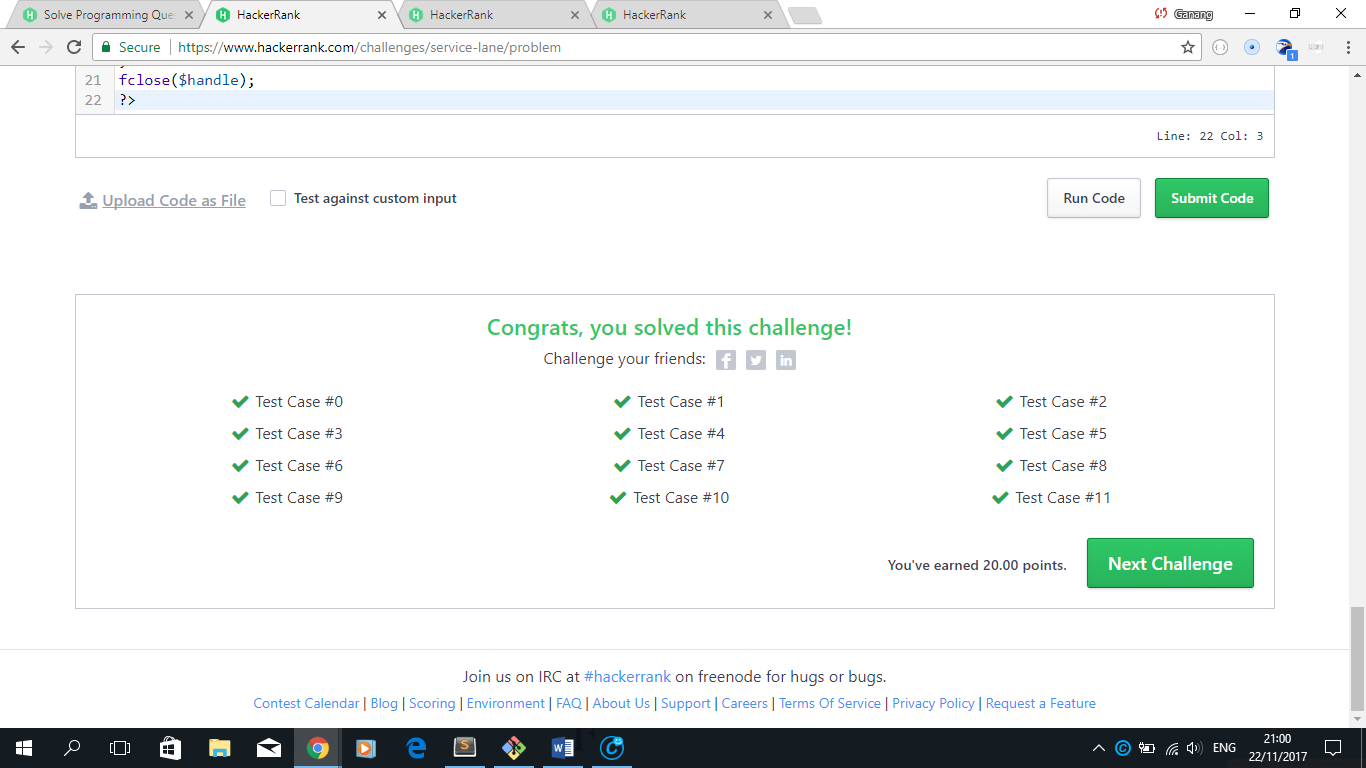 Solve Programming Que
HackerRank
HackerRank
HackerRank
Ganang
Secure
https://www.hackerrank.com/challenges/service-lane/problem
1
21 fclose($handle);
22 ?>
Line: 22 Col: 3
Upload Code as File
Test against custom input
Run Code
Submit Code
Congrats, you solved this challenge!
Challenge your friends:
Test Case #0 Test Case #1 Test Case #2
Test Case #3 Test Case #4 Test Case #5
Test Case #6 Test Case #7 Test Case #8
Test Case #9 Test Case #10 Test Case #11
You've earned 20.00 points.
Next Challenge
Join us on IRC at #hackerrank on freenode for hugs or bugs.
Contest Calendar | Blog | Scoring | Environment | FAQ | About Us | Support | Careers | Terms Of Service | Privacy Policy | Request a Feature
ENG
21:00
22/11/2017